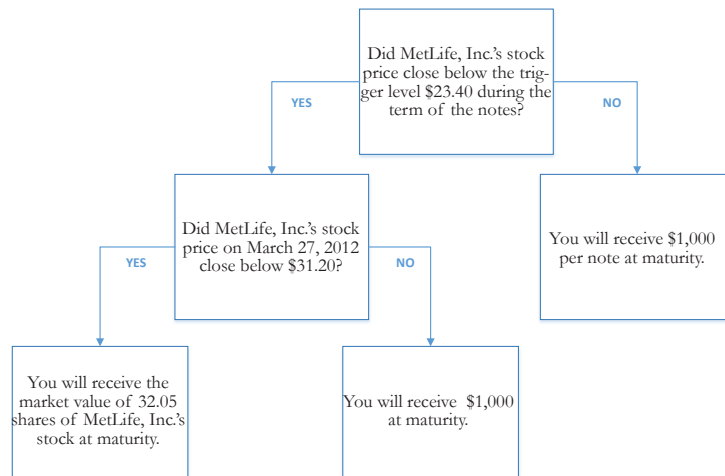 Did MetLife, Inc.'s stock
price close below the trig-
ger level $23.40 during the
term of the notes?
YES
NO
Did MetLife, Inc.'s stock
price on March 27, 2012
close below $31.20?
You will receive $1,000
per note at maturity.
YES
NO
You will receive the
market value of 32.05
shares of MetLife, Inc.'s
stock at maturity.
You will receive $1,000
at maturity.